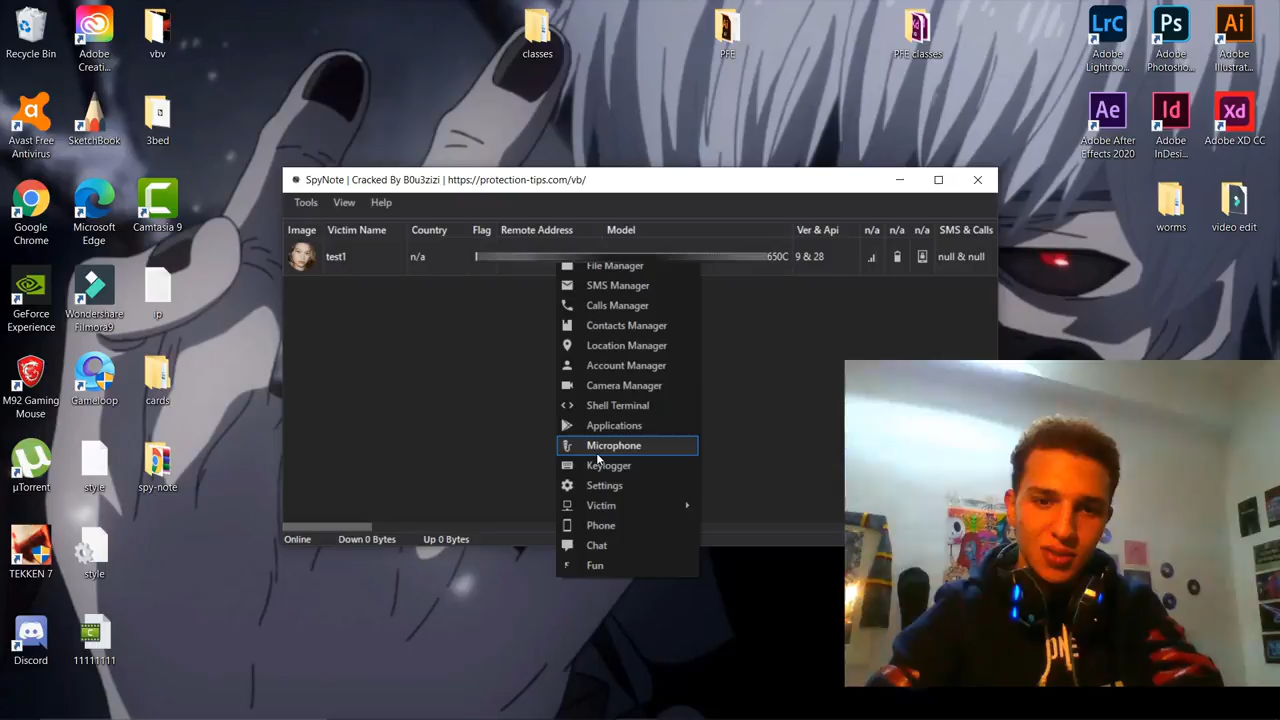 Recycle Bin
Adobe
Creati...
vbv
classes
PFE
PFE classes
Lrc
Adobe
Lightroo...
Ps
Adobe
Photosho...
Ai
Adobe
Illustrat...
Avast Free
Antivirus
SketchBook
3bed
Ae
Adobe After
Effects 2020
Id
Adobe
InDesi...
Xd
Adobe XD CC
Google
Chrome
Microsoft
Edge
Camtasia 9
worms
video edit
GeForce
Experience
Wondershare
Filmora9
ip
M92 Gaming
Mouse
Gameloop
cards
µTorrent
style
spy-note
TEKKEN 7
style
Discord
11111111
SpyNote | Cracked By B0u3zizi | https://protection-tips.com/vb/
Tools View Help
Image Victim Name Country Flag Remote Address Model Ver & Api n/a n/a n/a SMS & Calls
test1 n/a 650C 9 & 28 null & null
File Manager
SMS Manager
Calls Manager
Contacts Manager
Location Manager
Account Manager
Camera Manager
Shell Terminal
Applications
Microphone
Keylogger
Settings
Victim
Phone
Chat
Fun
Online Down 0 Bytes Up 0 Bytes